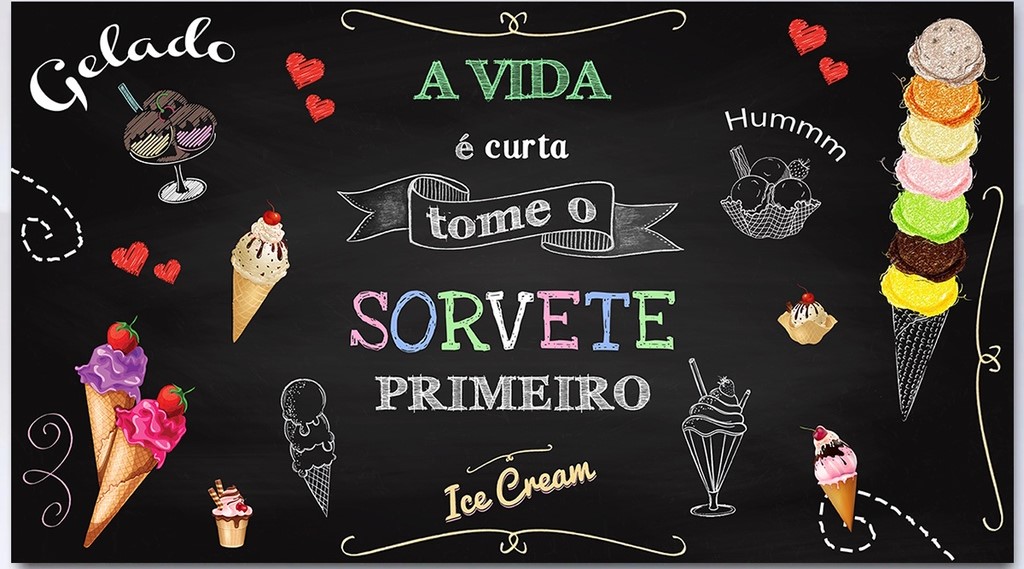 Gelado
A VIDA
é curta
tome o
SORVETE
PRIMEIRO
Ice Cream
Hummm